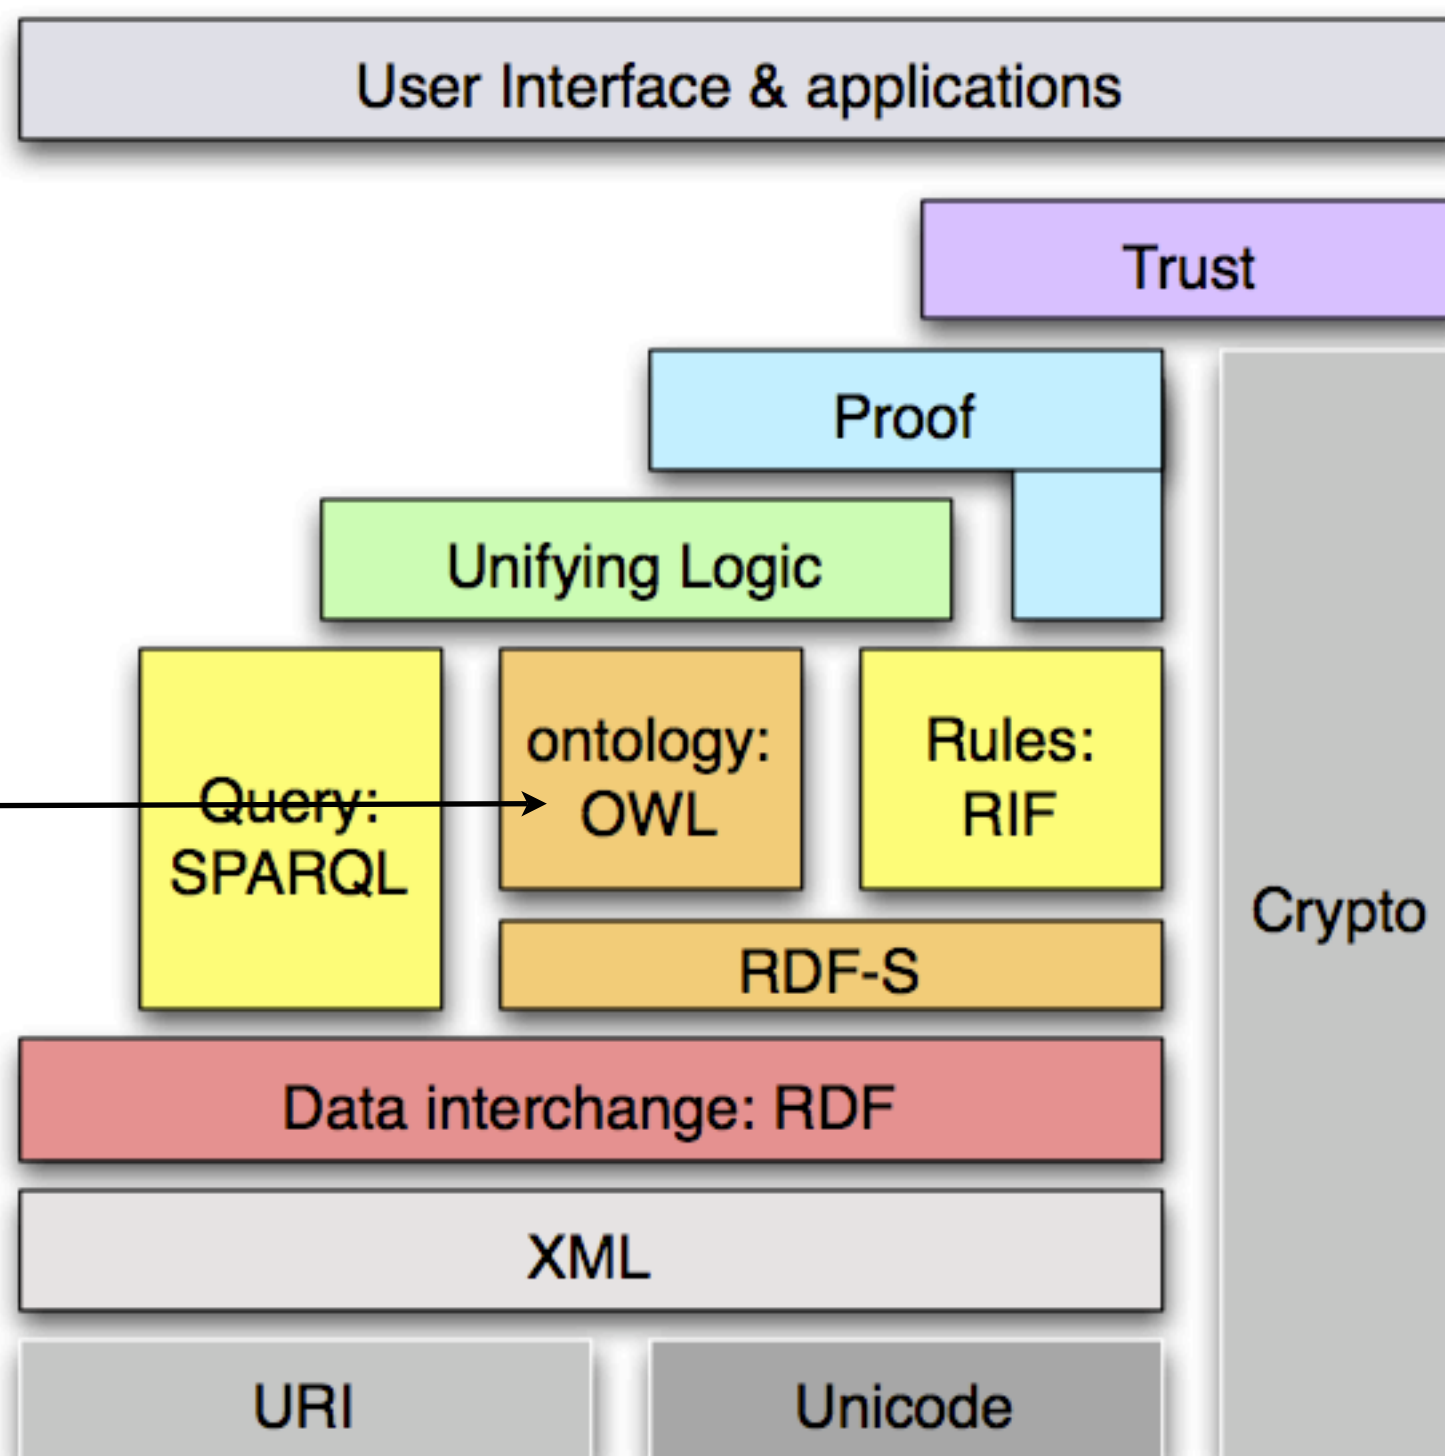 User Interface & applications
Trust
Proof
Unifying Logic
Query:
SPARQL
ontology:
OWL
Rules:
RIF
Crypto
RDF-S
Data interchange: RDF
XML
URI
Unicode